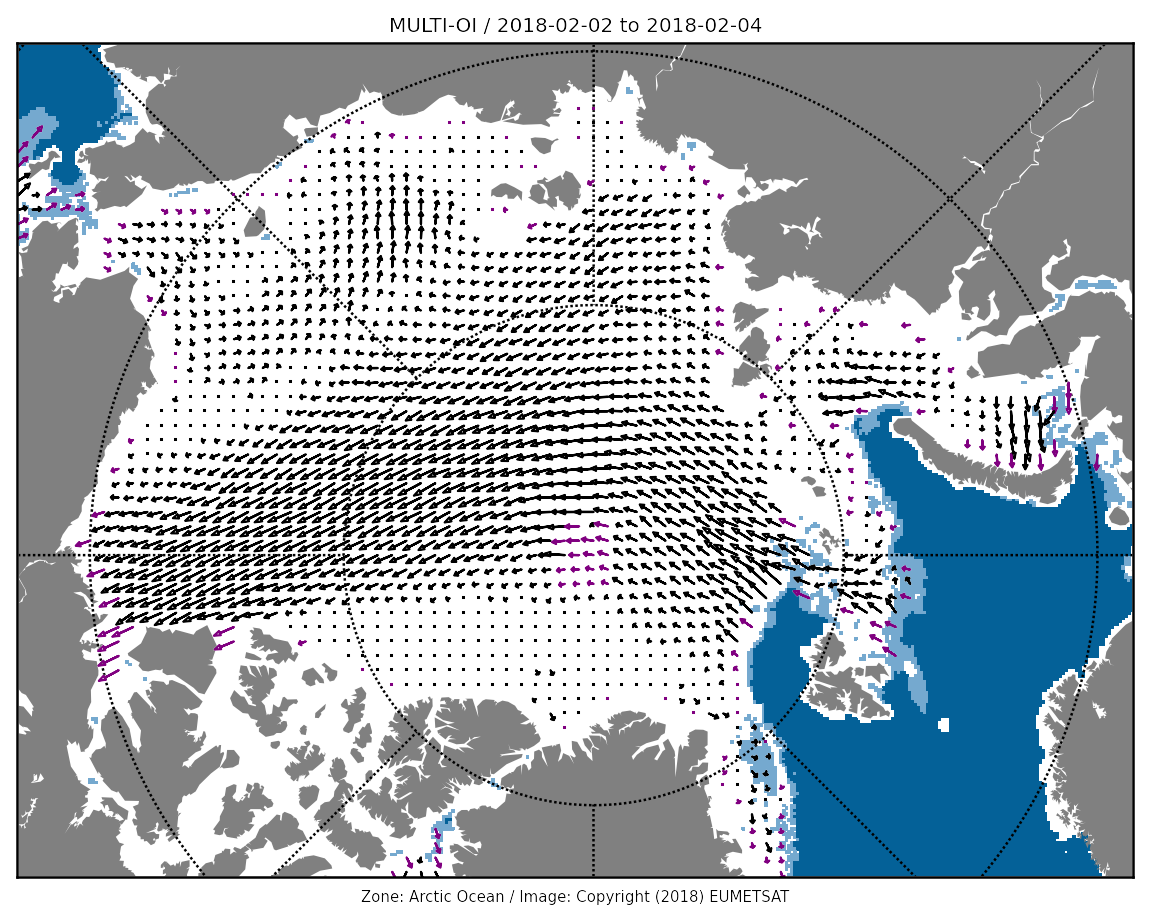 MULTI-OI / 2018-02-02 to 2018-02-04
Zone: Arctic Ocean / Image: Copyright (2018) EUMETSAT